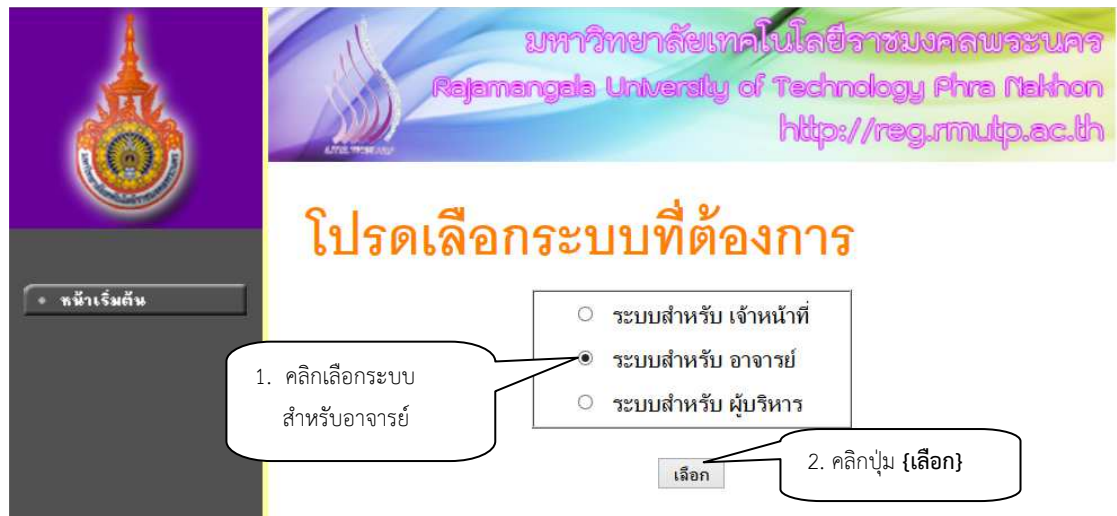 มหาวิทยาลัยเทคโนโลยีราชมงคลพระนคร
Rajamangala University of Technology Phra Nakhon
http://reg.rmutp.ac.th
โปรดเลือกระบบที่ต้องการ
หน้าเริ่มต้น
ระบบสำหรับ เจ้าหน้าที่
ระบบสำหรับ อาจารย์
ระบบสำหรับ ผู้บริหาร
1. คลิกเลือกระบบ
สำหรับอาจารย์
เลือก
2. คลิกปุ่ม {เลือก}